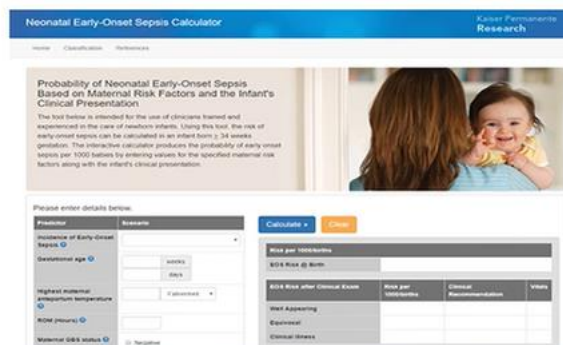 Neonatal Early-Onset Sepsis Calculator
Kaiser Permanente
Research
Home Classification References
Probability of Neonatal Early-Onset Sepsis
Based on Maternal Risk Factors and the Infant's
Clinical Presentation
The tool below is intended for the use of clinicians trained and
experienced in the care of newborn infants. Using this tool, the risk of
early-onset sepsis can be calculated in an infant born ≥ 34 weeks
gestation. The interactive calculator produces the probability of early onset
sepsis per 1000 babies by entering values for the specified maternal risk
factors along with the infant's clinical presentation.
Please enter details below.
Predictor Scenario
Incidence of Early-Onset
Sepsis
Gestational age
weeks
days
Highest maternal
antepartum temperature
ROM (Hours)
Maternal GBS status
Negative
Calculate »
Clear
Risk per 1000/births
EOS Risk @ Birth
EOS Risk after Clinical Exam Risk per
1000/births Clinical
Recommendation Vitals
Well Appearing
Equivocal
Clinical Illness